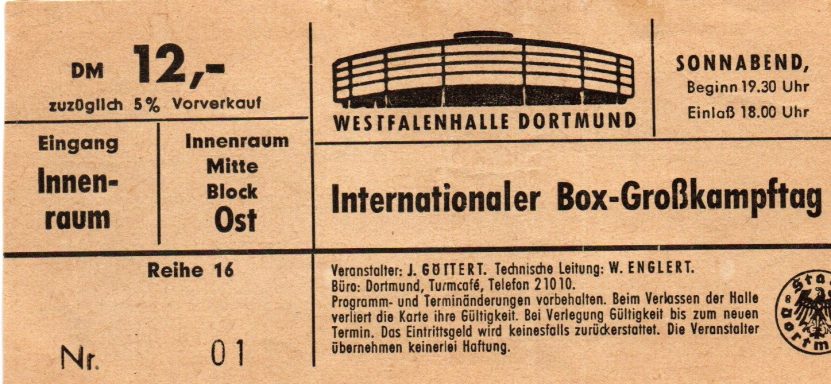 DM 12,-
zuzüglich 5% Vorverkauf
Eingang
Innen-
raum
Innenraum
Mitte
Block
Ost
Reihe 16
Nr. 01
WESTFALENHALLE DORTMUND
SONNABEND,
Beginn 19.30 Uhr
Einlaß 18.00 Uhr
Internationaler Box-Großkampftag
Veranstalter: J. GÖTTERT. Technische Leitung: W. ENGLERT.
Büro: Dortmund, Turmcafé, Telefon 21010.
Programm- und Terminänderungen vorbehalten. Beim Verlassen der Halle
verliert die Karte ihre Gültigkeit. Bei Verlegung Gültigkeit bis zum neuen
Termin. Das Eintrittsgeld wird keinesfalls zurückerstattet. Die Veranstalter
übernehmen keinerlei Haftung.